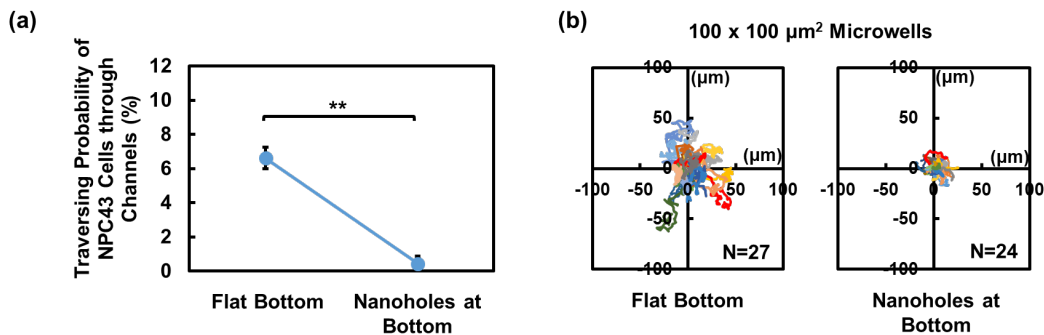 (a)
Traversing Probability of
NPC43 Cells through
Channels (%)
12
10
8
6
4
2
0
**
Flat Bottom
Nanoholes at
Bottom
(b)
100 x 100 µm² Microwells
100
(µm)
50
(µm)
0
-100
-50
0
50
100
-50
N=27
-100
Flat Bottom
100
(µm)
50
(µm)
0
-100
-50
0
50
100
-50
N=24
-100
Nanoholes at
Bottom